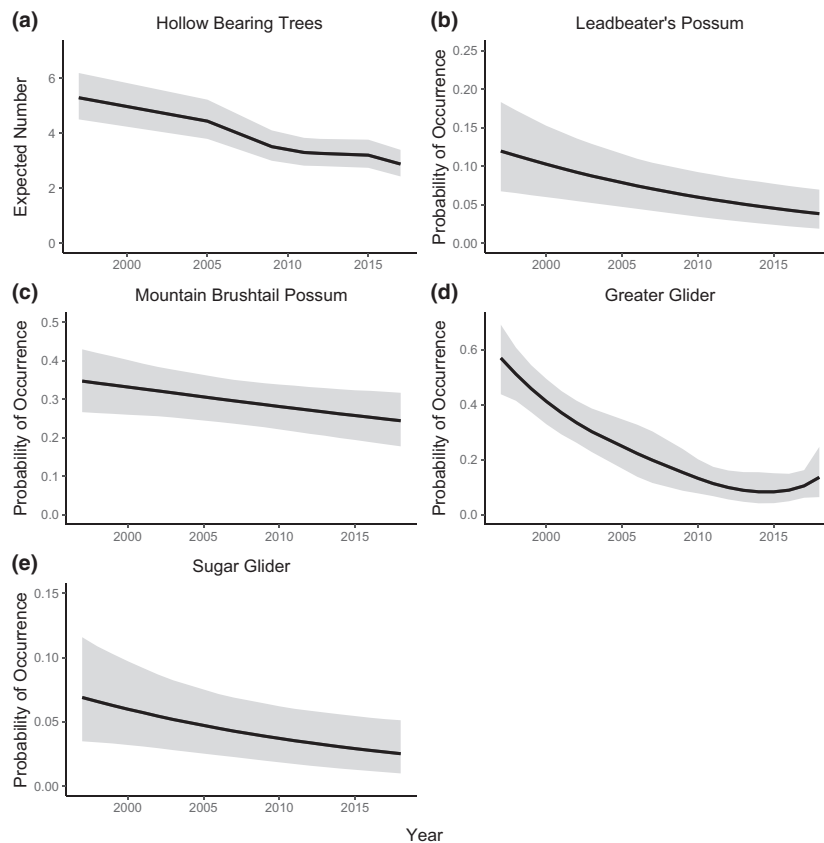 (a) Hollow Bearing Trees
Expected Number
6
4
2
0
2000 2005 2010 2015
(b) Leadbeater's Possum
Probability of Occurrence
0.25
0.20
0.15
0.10
0.05
0.00
2000 2005 2010 2015
(c) Mountain Brushtail Possum
Probability of Occurrence
0.5
0.4
0.3
0.2
0.1
0.0
2000 2005 2010 2015
(d) Greater Glider
Probability of Occurrence
0.6
0.4
0.2
0.0
2000 2005 2010 2015
(e) Sugar Glider
Probability of Occurrence
0.15
0.10
0.05
0.00
2000 2005 2010 2015
Year